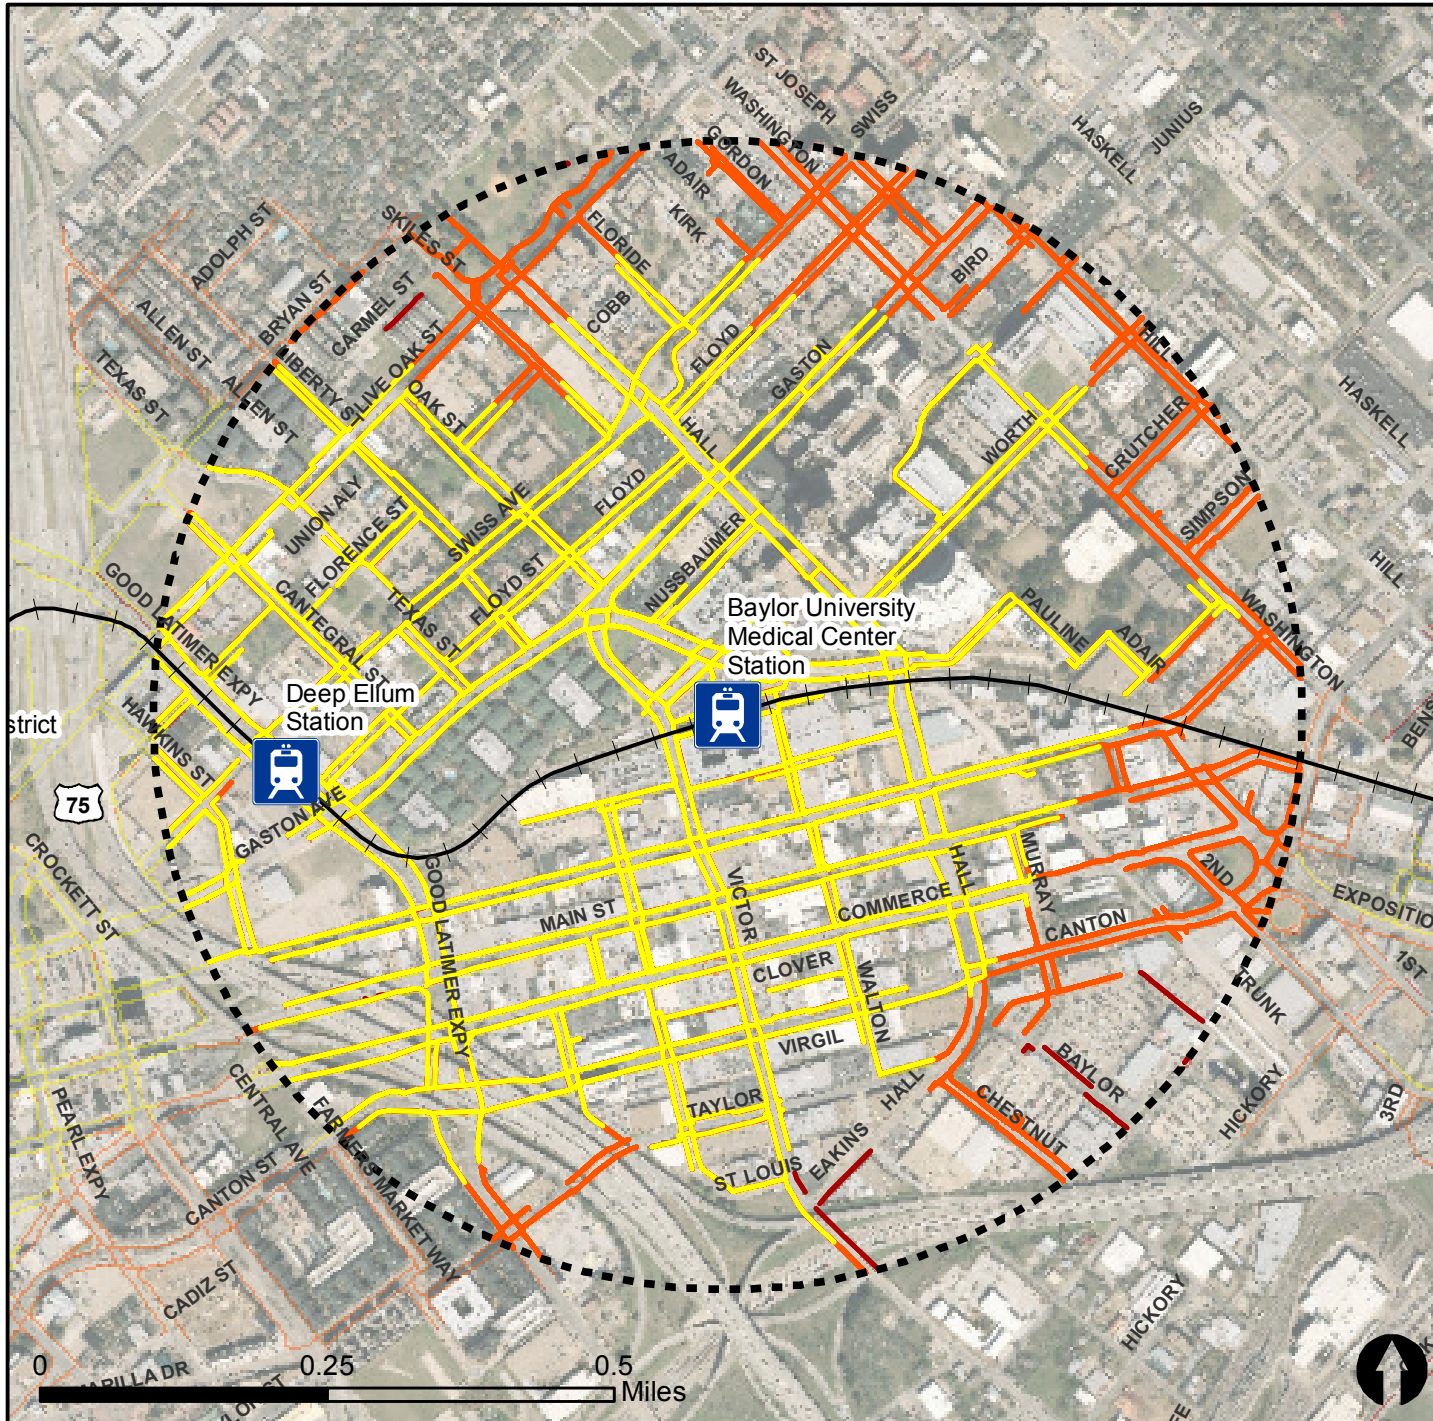 ST JOSEPH
WASHINGTON
SWISS
HASKELL
JUNIUS
GORDON
ADAIR
KIRK
SKILES ST
FLORIDE
ADOLPH ST
BIRD
BRYAN ST
CARMEL ST
COBB
ALLEN ST
FLOYD
HILL
TEXAS ST
LIBERTY ST
LIVE OAK ST
GASTON
HASKELL
ALLEN ST
OAK ST
HALL
WORTH
CRUTCHER
UNION ALY
FLOYD
SIMPSON
SWISS AVE
FLORENCE ST
NUSSBAUMER
HILL
GOOD LATIMER EXPY
CANTEGRAL ST
TEXAS ST
FLOYD ST
Baylor University
Medical Center
Station
PAULINE
ADAIR
WASHINGTON
Deep Ellum
Station
strict
HAWKINS ST
75
GASTON AVE
CROCKETT ST
GOOD LATIMER EXPY
MAIN ST
VICTOR
COMMERCE
HALL
MURRAY
2ND
CANTON
EXPOSITIO
BENS
1ST
CLOVER
WALTON
VIRGIL
TRUNK
BAYLOR
HICKORY
3RD
PEARL EXPY
CENTRAL AVE
FARMERS MARKET WAY
TAYLOR
HALL
CHESTNUT
EAKINS
ST LOUIS
CANTON ST
CADIZ ST
HICKORY
0
0.25
0.5
Miles
MARILLA DR